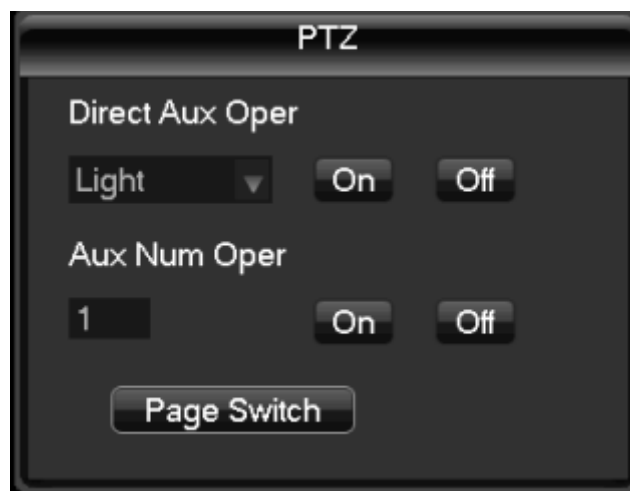 PTZ
Direct Aux Oper
Light On Off
Aux Num Oper
1 On Off
Page Switch